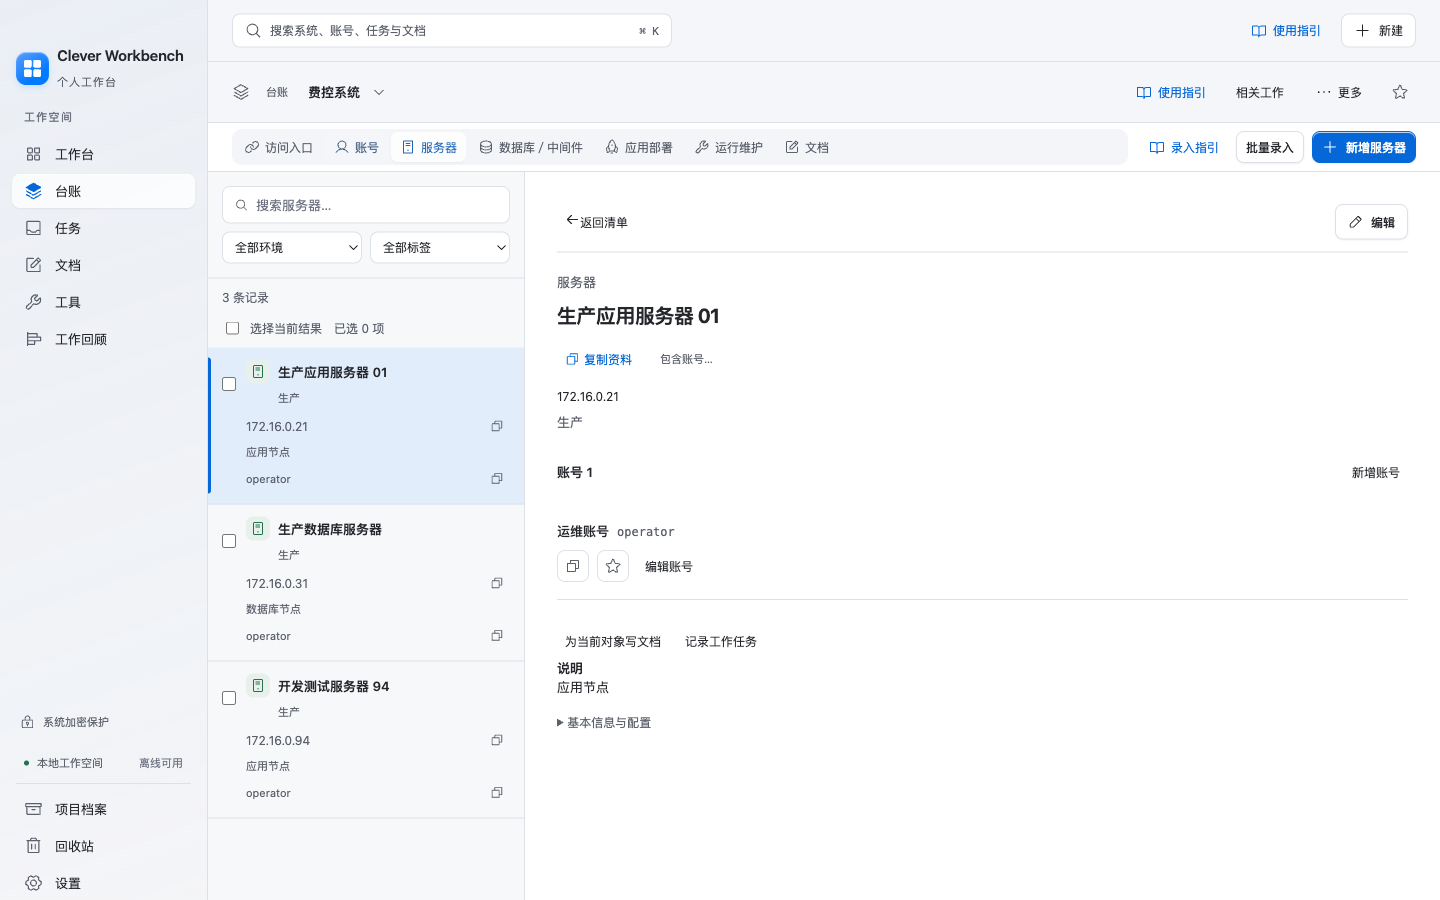 Clever Workbench
个人工作台
工作空间
工作台
台账
任务
文档
工具
工作回顾
系统加密保护
本地工作空间 离线可用
项目档案
回收站
设置
搜索系统、账号、任务与文档 ⌘ K
使用指引 新建
台账 费控系统
使用指引 相关工作 ··· 更多
访问入口 账号 服务器 数据库 / 中间件 应用部署 运行维护 文档
录入指引 批量录入 新增服务器
搜索服务器...
全部环境 全部标签
3 条记录
选择当前结果 已选 0 项
生产应用服务器 01
生产
172.16.0.21
应用节点
operator
生产数据库服务器
生产
172.16.0.31
数据库节点
operator
开发测试服务器 94
生产
172.16.0.94
应用节点
operator
返回清单 编辑
服务器
生产应用服务器 01
复制资料 包含账号...
172.16.0.21
生产
账号 1 新增账号
运维账号 operator
编辑账号
为当前对象写文档 记录工作任务
说明
应用节点
基本信息与配置